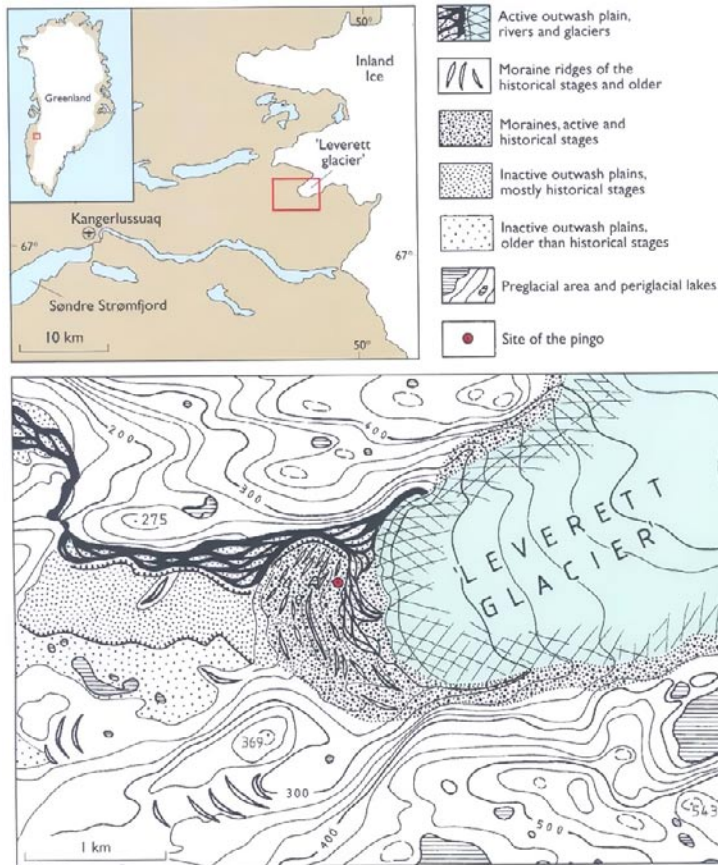 Greenland
50°
Inland
Ice
'Leverett
glacier'
Kangerlussuaq
67°
67°
Søndre Strømfjord
10 km
50°
Active outwash plain,
rivers and glaciers
Moraine ridges of the
historical stages and older
Moraines, active and
historical stages
Inactive outwash plains,
mostly historical stages
Inactive outwash plains,
older than historical stages
Preglacial area and periglacial lakes
Site of the pingo
200
400
300
275
LEVERETT
GLACIER
369
300
400
500
543
1 km